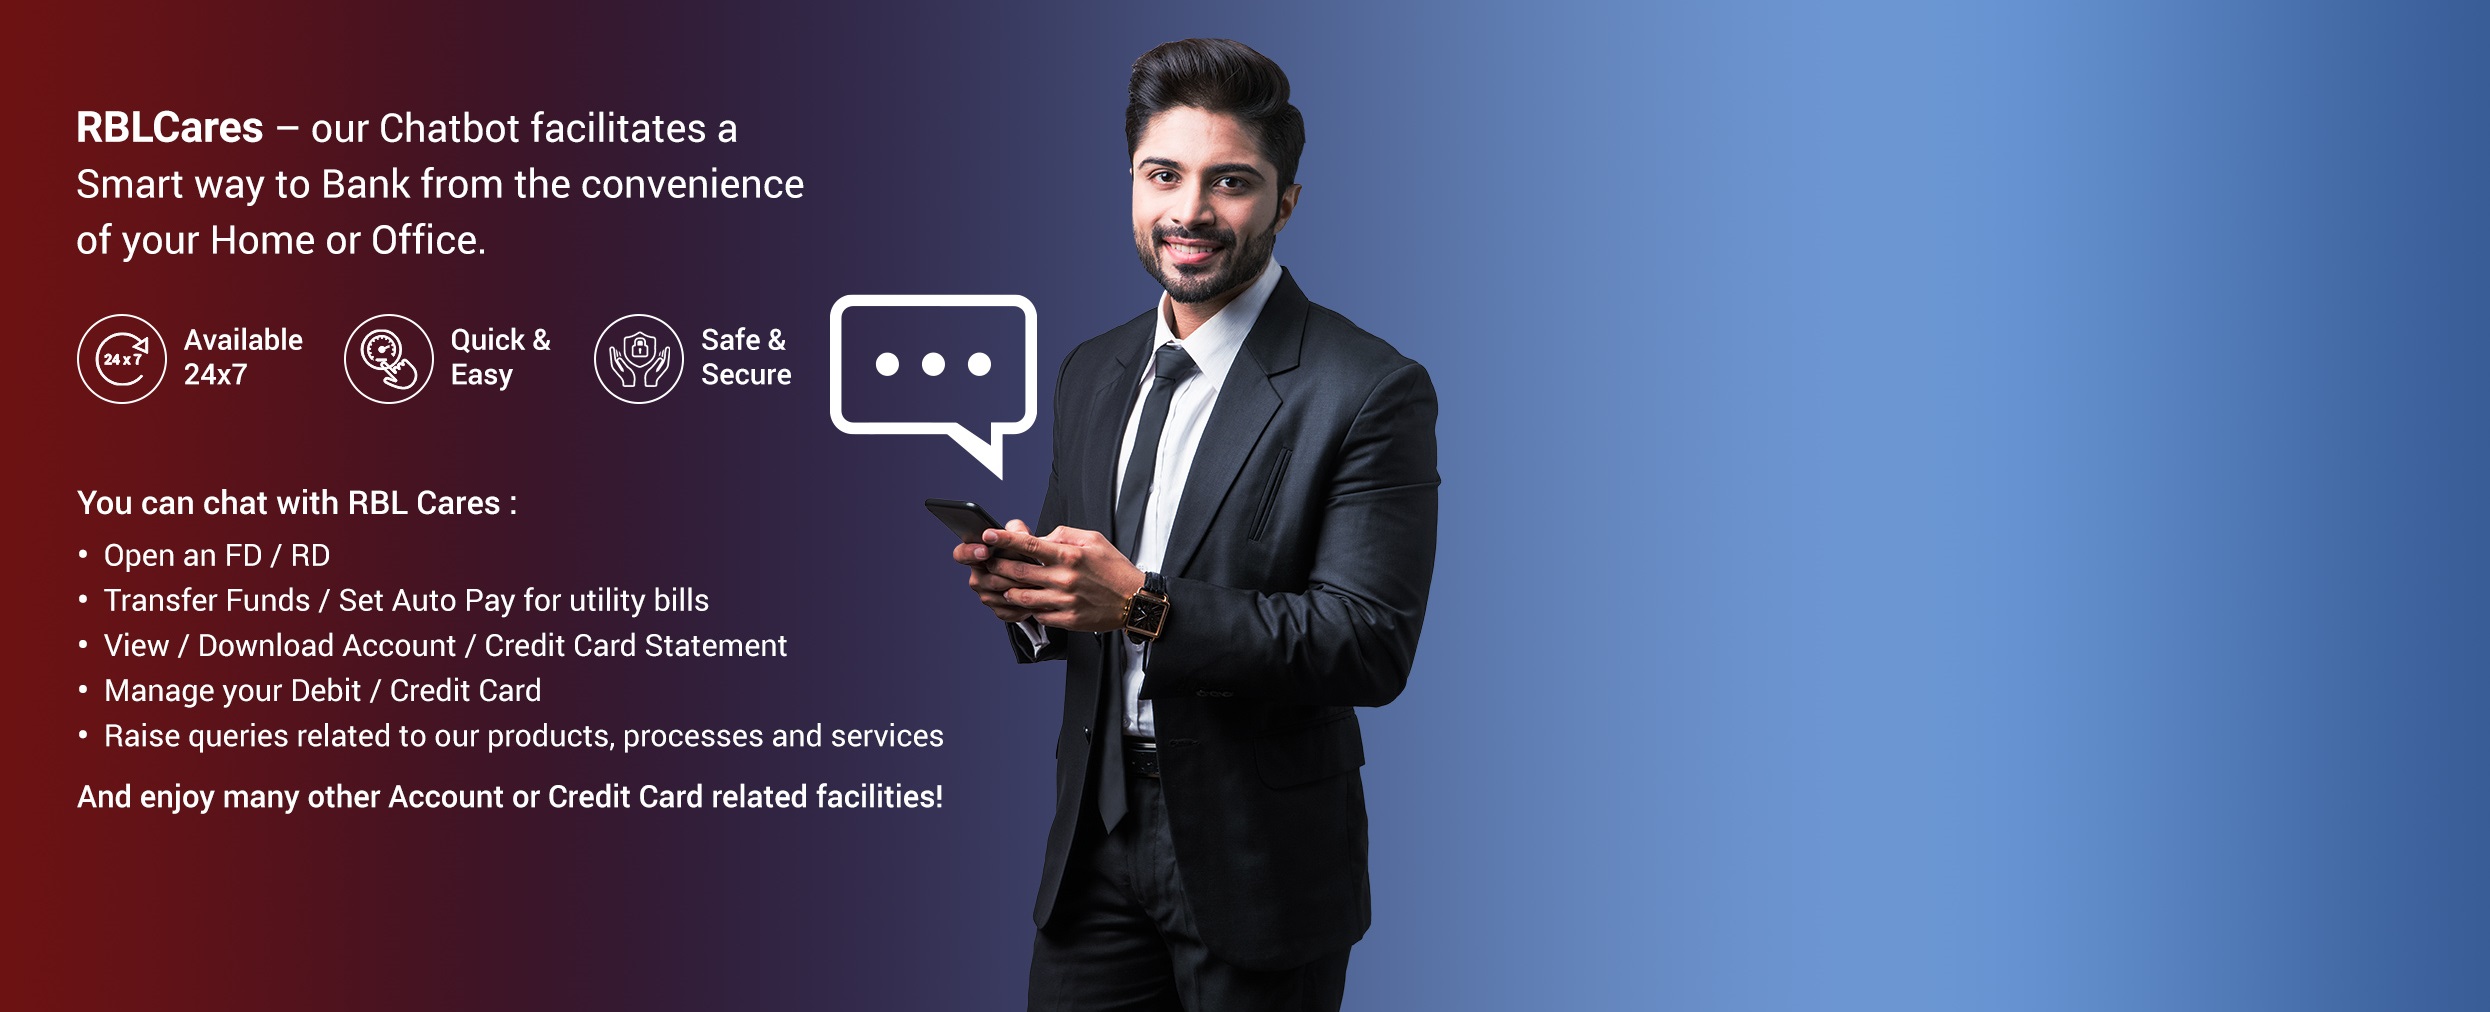 RBLCares – our Chatbot facilitates a
Smart way to Bank from the convenience
of your Home or Office.
24x7
Available
24x7
Quick &
Easy
Safe &
Secure
You can chat with RBL Cares :
• Open an FD / RD
• Transfer Funds / Set Auto Pay for utility bills
• View / Download Account / Credit Card Statement
• Manage your Debit / Credit Card
• Raise queries related to our products, processes and services
And enjoy many other Account or Credit Card related facilities!